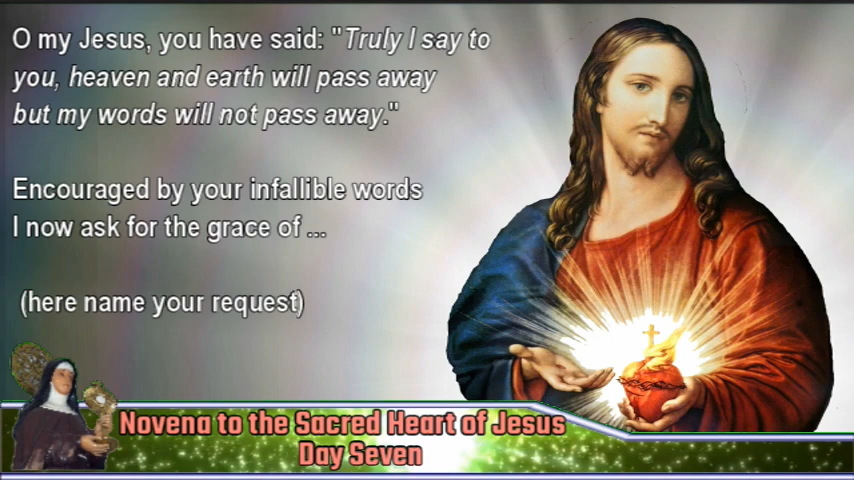 O my Jesus, you have said: "Truly I say to
you, heaven and earth will pass away
but my words will not pass away."
Encouraged by your infallible words
I now ask for the grace of ...
(here name your request)
Novena to the Sacred Heart of Jesus
Day Seven